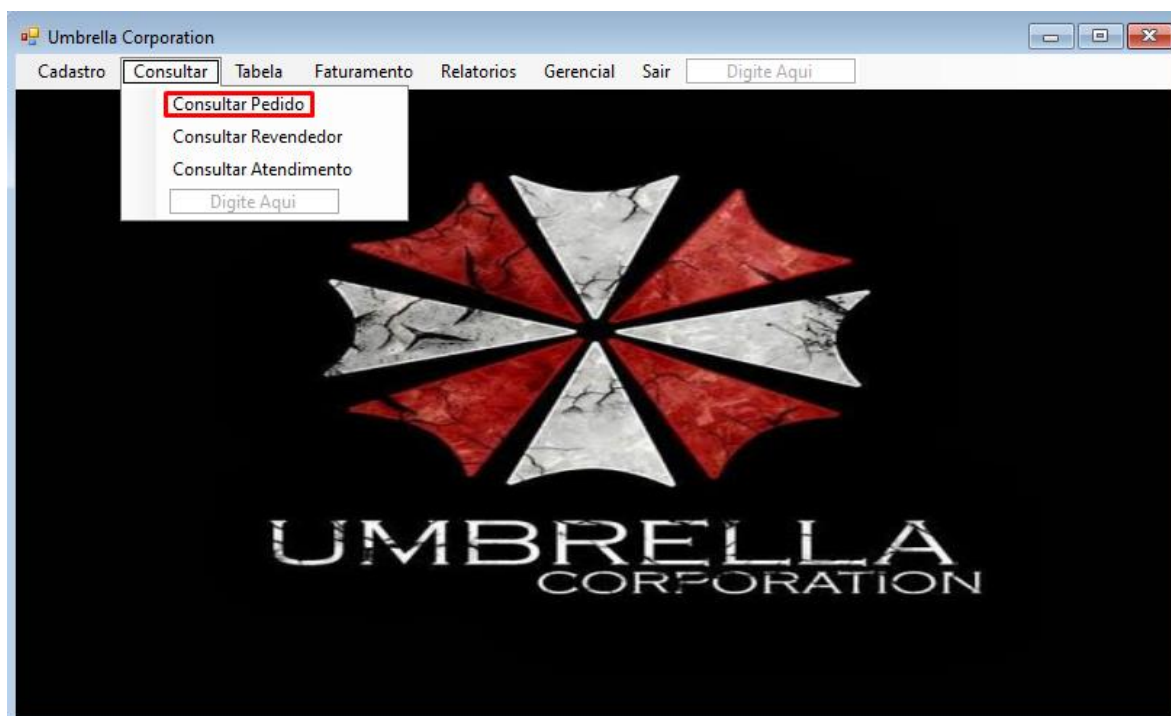 Umbrella Corporation
Cadastro Consultar Tabela Faturamento Relatorios Gerencial Sair Digite Aqui
Consultar Pedido
Consultar Revendedor
Consultar Atendimento
Digite Aqui
UMBRELLA
CORPORATION